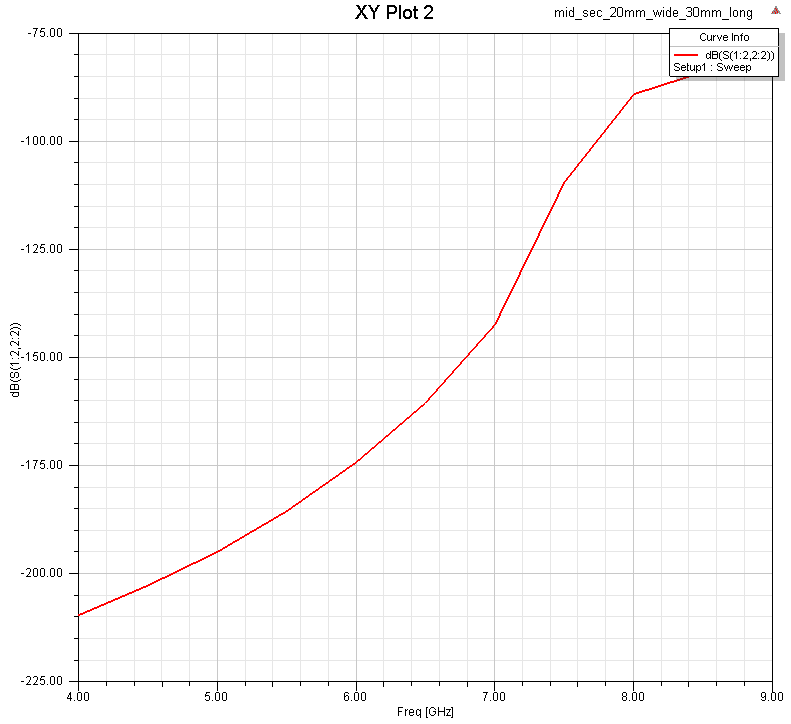 XY Plot 2
mid_sec_20mm_wide_30mm_long
Curve Info
dB(S(1:2,2:2))
Setup1 : Sweep
-75.00
-100.00
-125.00
-150.00
-175.00
-200.00
-225.00
dB(S(1:2,2:2))
4.00 5.00 6.00 7.00 8.00 9.00
Freq [GHz]